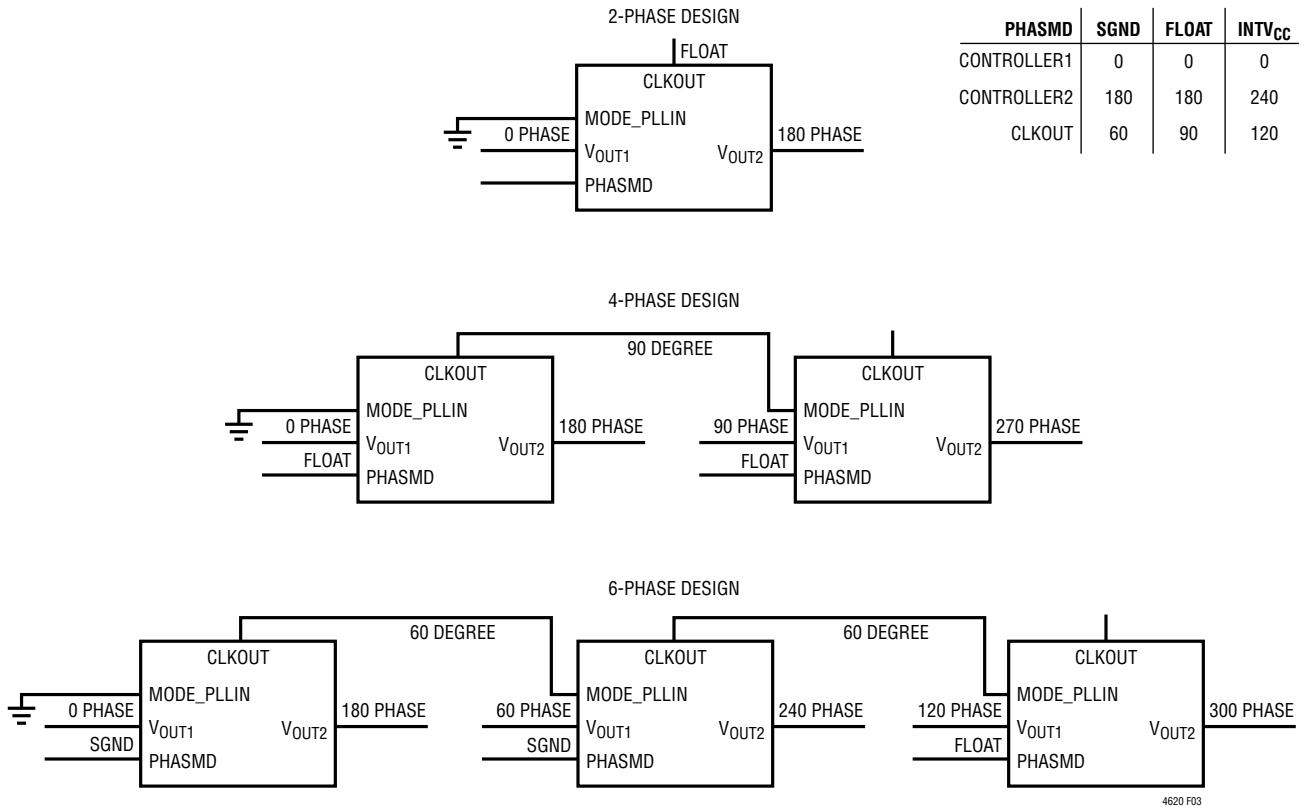 2-PHASE DESIGN
FLOAT
CLKOUT
MODE_PLLIN
0 PHASE
VOUT1
VOUT2
180 PHASE
PHASMD
PHASMD SGND FLOAT INTVCC
CONTROLLER1 0 0 0
CONTROLLER2 180 180 240
CLKOUT 60 90 120
4-PHASE DESIGN
90 DEGREE
CLKOUT
MODE_PLLIN
0 PHASE
VOUT1
VOUT2
180 PHASE
FLOAT
PHASMD
CLKOUT
MODE_PLLIN
90 PHASE
VOUT1
VOUT2
270 PHASE
FLOAT
PHASMD
6-PHASE DESIGN
60 DEGREE
60 DEGREE
CLKOUT
MODE_PLLIN
0 PHASE
VOUT1
VOUT2
180 PHASE
SGND
PHASMD
CLKOUT
MODE_PLLIN
60 PHASE
VOUT1
VOUT2
240 PHASE
SGND
PHASMD
CLKOUT
MODE_PLLIN
120 PHASE
VOUT1
VOUT2
300 PHASE
FLOAT
PHASMD
4620 F03